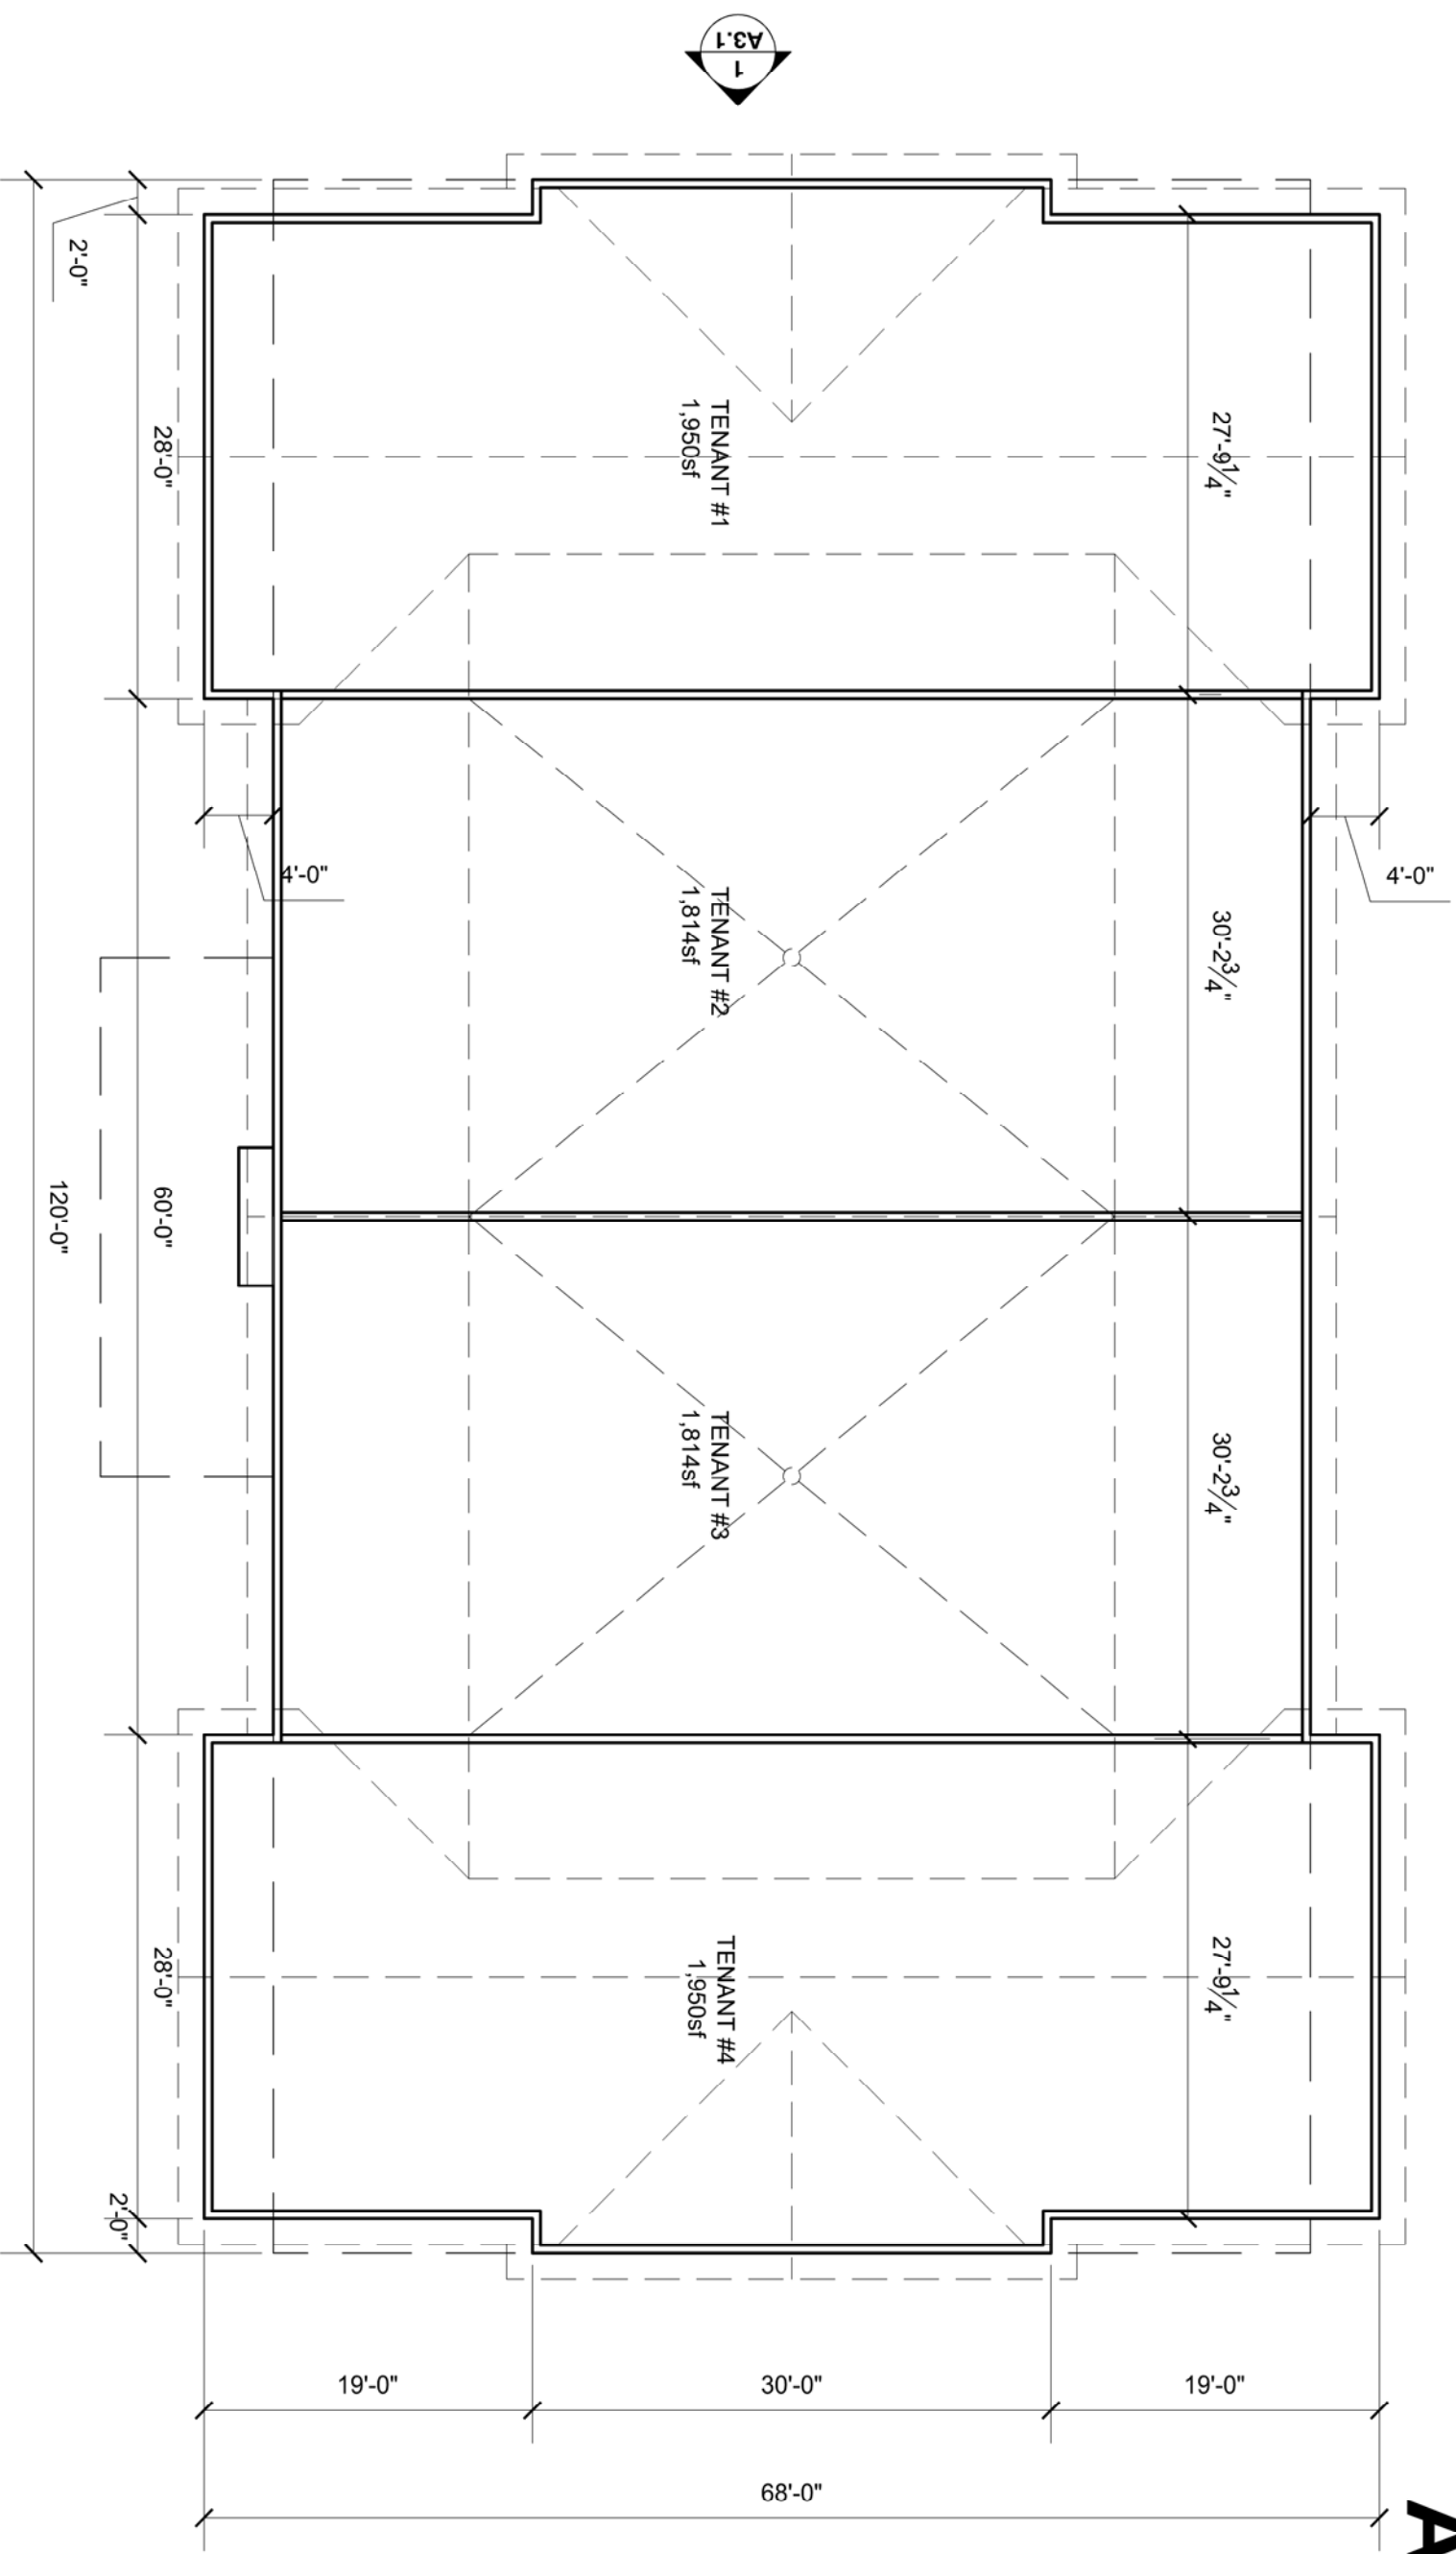 1
A3.1
2'-0"
28'-0"
27'-9 1/4"
TENANT #1
1,950sf
4'-0"
4'-0"
30'-2 3/4"
TENANT #2
1,814sf
60'-0"
120'-0"
30'-2 3/4"
TENANT #3
1,814sf
27'-9 1/4"
TENANT #4
1,950sf
28'-0"
2'-0"
19'-0"
30'-0"
19'-0"
68'-0"
A